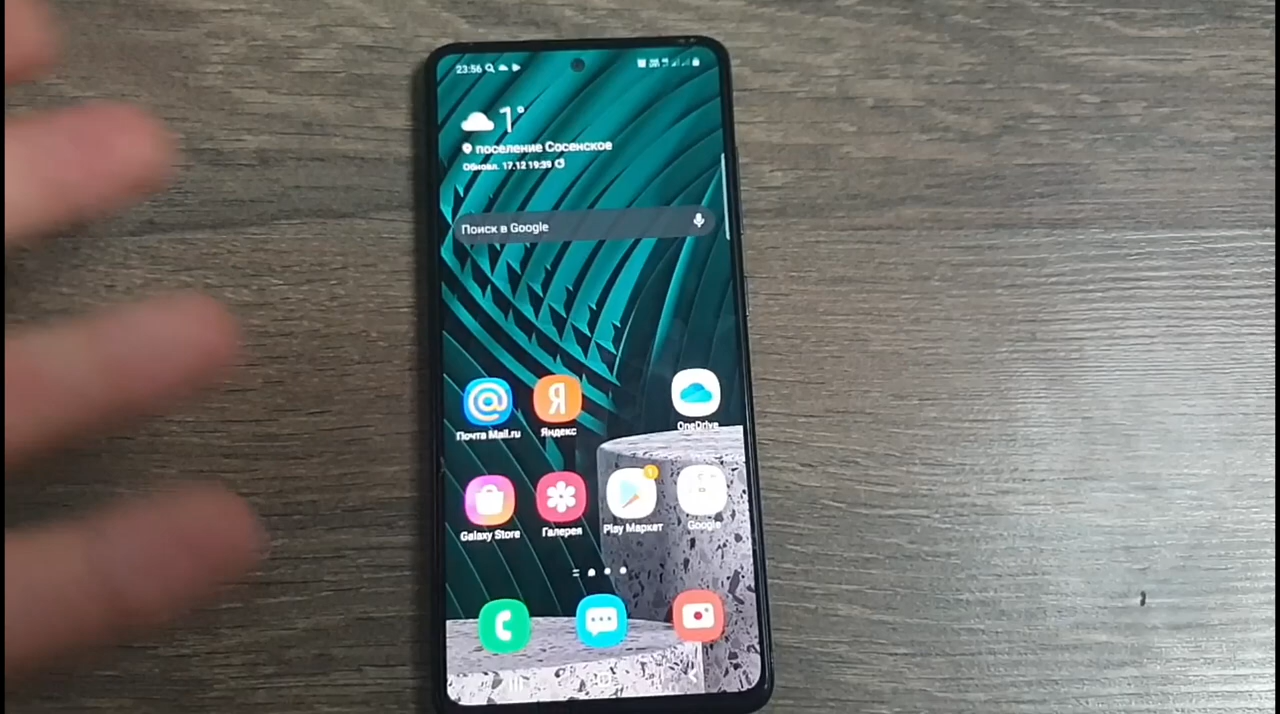 23:56
1°
поселение Сосенское
Обновл. 17.12 19:39
Поиск в Google
Я
Почта Mail.ru
Яндекс
OneDrive
1
Galaxy Store
Галерея
Play Маркет
Google